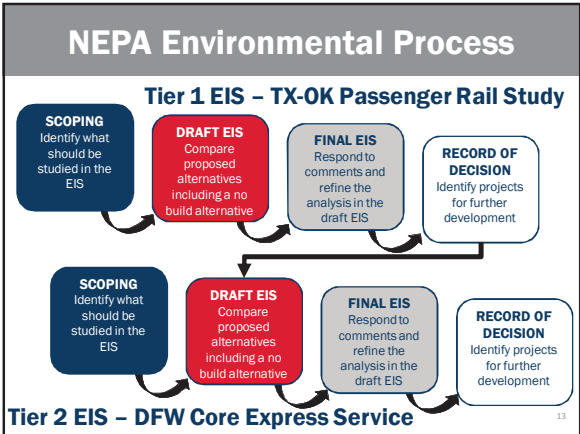 NEPA Environmental Process
Tier 1 EIS – TX-OK Passenger Rail Study
SCOPING
Identify what
should be
studied in the
EIS
DRAFT EIS
Compare
proposed
alternatives
including a no
build alternative
FINAL EIS
Respond to
comments and
refine the
analysis in the
draft EIS
RECORD OF
DECISION
Identify projects
for further
development
SCOPING
Identify what
should be
studied in the
EIS
DRAFT EIS
Compare
proposed
alternatives
including a no
build alternative
FINAL EIS
Respond to
comments and
refine the
analysis in the
draft EIS
RECORD OF
DECISION
Identify projects
for further
development
Tier 2 EIS – DFW Core Express Service
13